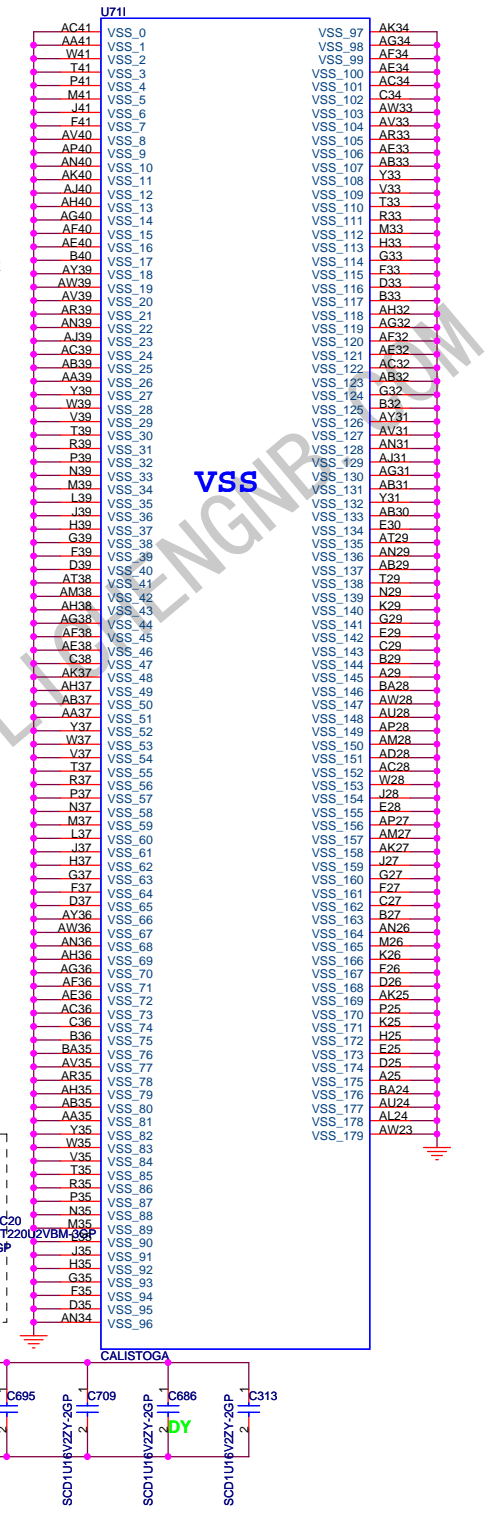 U71I
AC41 VSS_0 VSS_97 AK34
AA41 VSS_1 VSS_98 AG34
W41 VSS_2 VSS_99 AF34
T41 VSS_3 VSS_100 AE34
P41 VSS_4 VSS_101 AC34
M41 VSS_5 VSS_102 C34
J41 VSS_6 VSS_103 AW33
F41 VSS_7 VSS_104 AV33
AV40 VSS_8 VSS_105 AR33
AP40 VSS_9 VSS_106 AE33
AN40 VSS_10 VSS_107 AB33
AK40 VSS_11 VSS_108 Y33
AJ40 VSS_12 VSS_109 V33
AH40 VSS_13 VSS_110 T33
AG40 VSS_14 VSS_111 R33
AF40 VSS_15 VSS_112 M33
AE40 VSS_16 VSS_113 H33
B40 VSS_17 VSS_114 G33
AY39 VSS_18 VSS_115 F33
AW39 VSS_19 VSS_116 D33
AV39 VSS_20 VSS_117 B33
AR39 VSS_21 VSS_118 AH32
AN39 VSS_22 VSS_119 AG32
AJ39 VSS_23 VSS_120 AF32
AC39 VSS_24 VSS_121 AE32
AB39 VSS_25 VSS_122 AC32
AA39 VSS_26 VSS_123 AB32
Y39 VSS_27 VSS_124 G32
W39 VSS_28 VSS_125 B32
V39 VSS_29 VSS_126 AY31
T39 VSS_30 VSS_127 AV31
R39 VSS_31 VSS_128 AN31
P39 VSS_32 VSS_129 AJ31
N39 VSS_33 VSS_130 AG31
M39 VSS_34 VSS_131 AB31
L39 VSS_35 VSS_132 Y31
J39 VSS_36 VSS_133 AB30
H39 VSS_37 VSS_134 E30
G39 VSS_38 VSS_135 AT29
F39 VSS_39 VSS_136 AN29
D39 VSS_40 VSS_137 AB29
AT38 VSS_41 VSS_138 T29
AM38 VSS_42 VSS_139 N29
AH38 VSS_43 VSS_140 K29
AG38 VSS_44 VSS_141 G29
AF38 VSS_45 VSS_142 E29
AE38 VSS_46 VSS_143 C29
C38 VSS_47 VSS_144 B29
AK37 VSS_48 VSS_145 A29
AH37 VSS_49 VSS_146 BA28
AB37 VSS_50 VSS_147 AW28
AA37 VSS_51 VSS_148 AU28
Y37 VSS_52 VSS_149 AP28
W37 VSS_53 VSS_150 AM28
V37 VSS_54 VSS_151 AD28
T37 VSS_55 VSS_152 AC28
R37 VSS_56 VSS_153 W28
P37 VSS_57 VSS_154 J28
N37 VSS_58 VSS_155 E28
M37 VSS_59 VSS_156 AP27
L37 VSS_60 VSS_157 AM27
J37 VSS_61 VSS_158 AK27
H37 VSS_62 VSS_159 J27
G37 VSS_63 VSS_160 G27
F37 VSS_64 VSS_161 F27
D37 VSS_65 VSS_162 C27
AY36 VSS_66 VSS_163 B27
AW36 VSS_67 VSS_164 AN26
AN36 VSS_68 VSS_165 M26
AH36 VSS_69 VSS_166 K26
AG36 VSS_70 VSS_167 F26
AF36 VSS_71 VSS_168 D26
AE36 VSS_72 VSS_169 AK25
AC36 VSS_73 VSS_170 P25
C36 VSS_74 VSS_171 K25
B36 VSS_75 VSS_172 H25
BA35 VSS_76 VSS_173 E25
AV35 VSS_77 VSS_174 D25
AR35 VSS_78 VSS_175 A25
AH35 VSS_79 VSS_176 BA24
AB35 VSS_80 VSS_177 AU24
AA35 VSS_81 VSS_178 AL24
Y35 VSS_82 VSS_179 AW23
W35 VSS_83
V35 VSS_84
T35 VSS_85
R35 VSS_86
P35 VSS_87
N35 VSS_88
M35 VSS_89
L35 VSS_90
J35 VSS_91
H35 VSS_92
G35 VSS_93
F35 VSS_94
D35 VSS_95
AN34 VSS_96
VSS
LICHENGNB.COM
C20
T220U2VBM-3GP
GP
CALISTOGA
1 C695 2
1 C709 2 SCD1U16V2ZY-2GP
1 C686 2 SCD1U16V2ZY-2GP
DY
1 C313 2 SCD1U16V2ZY-2GP